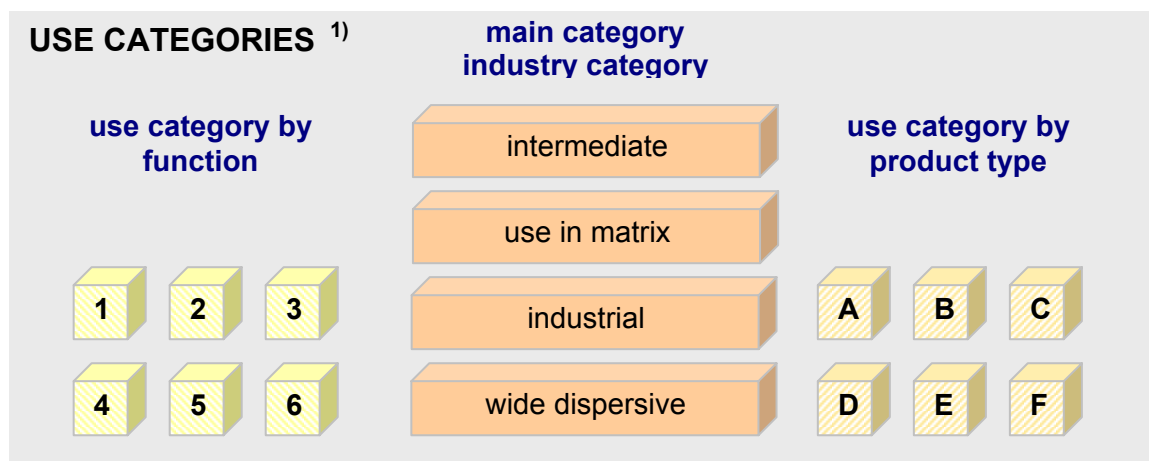 USE CATEGORIES 1)
main category
industry category
use category by
function
intermediate
use category by
product type
use in matrix
1 2 3
industrial
A B C
4 5 6
wide dispersive
D E F